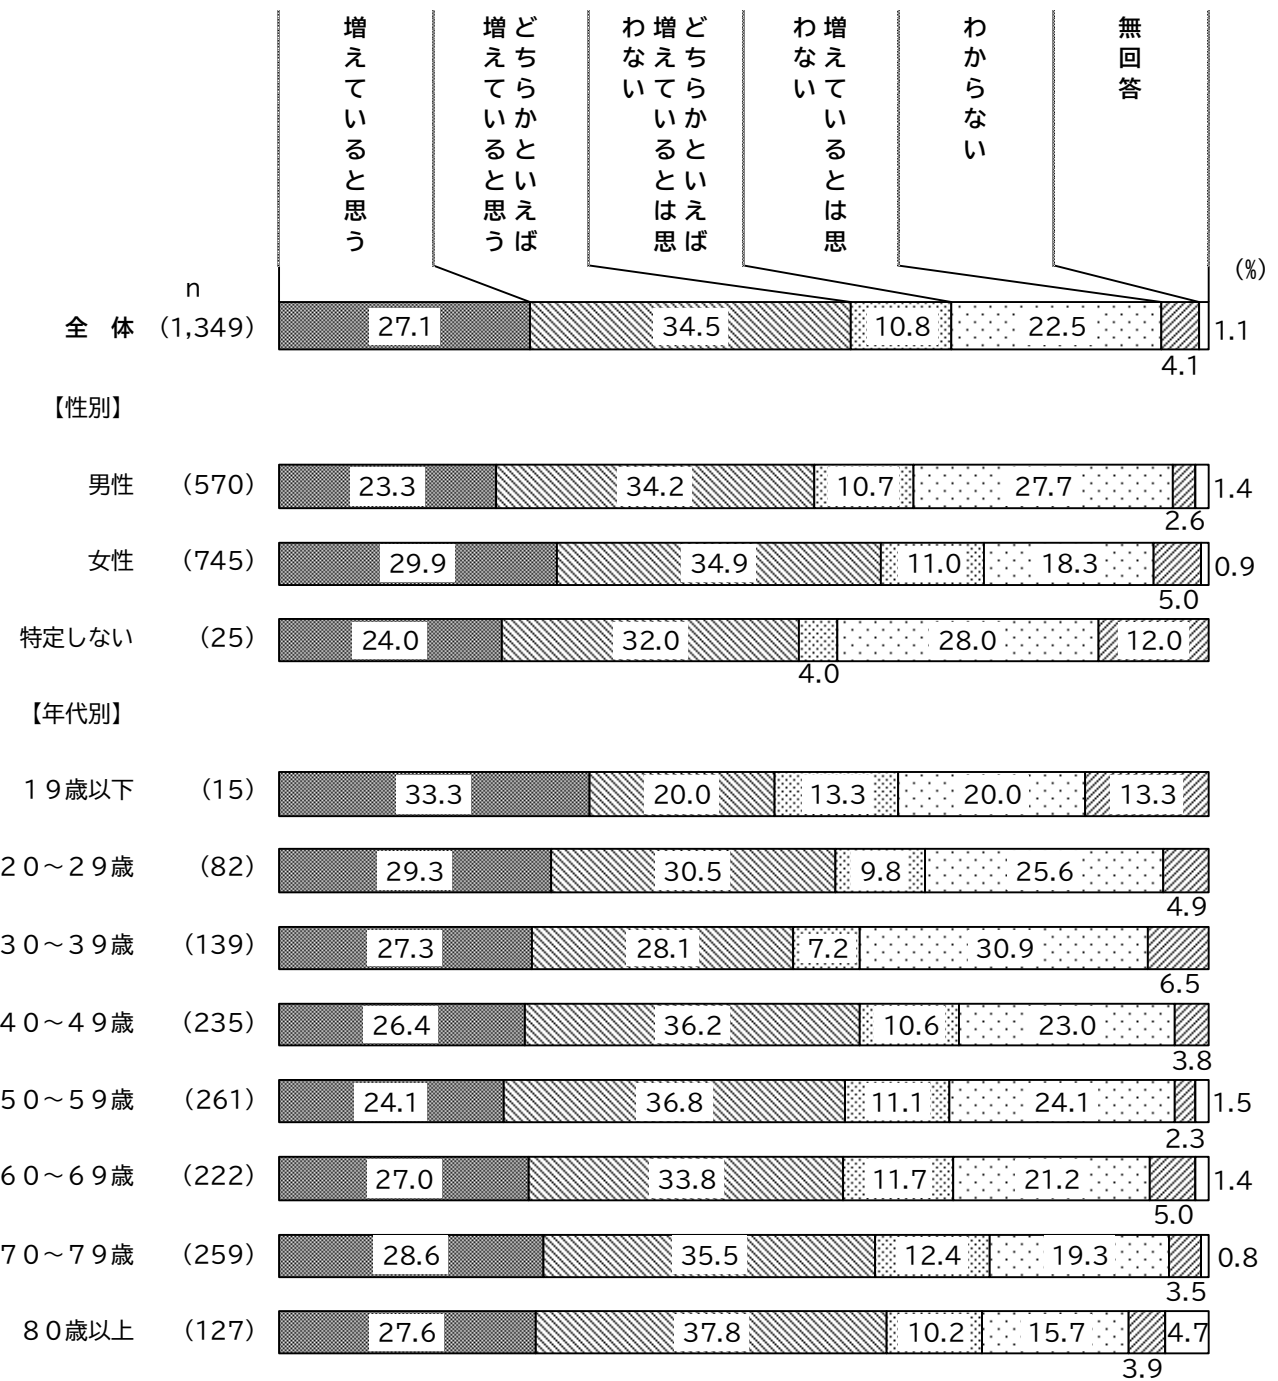 増えていると思う
どちらかといえば
増えていると思う
どちらかといえば
増えているとは思
わない
増えているとは思
わない
わからない
無回答
(%)
n
全　体 (1,349) 27.1 34.5 10.8 22.5 4.1 1.1
【性別】
男性 (570) 23.3 34.2 10.7 27.7 2.6 1.4
女性 (745) 29.9 34.9 11.0 18.3 5.0 0.9
特定しない (25) 24.0 32.0 4.0 28.0 12.0
【年代別】
１９歳以下 (15) 33.3 20.0 13.3 20.0 13.3
２０～２９歳 (82) 29.3 30.5 9.8 25.6 4.9
３０～３９歳 (139) 27.3 28.1 7.2 30.9 6.5
４０～４９歳 (235) 26.4 36.2 10.6 23.0 3.8
５０～５９歳 (261) 24.1 36.8 11.1 24.1 2.3 1.5
６０～６９歳 (222) 27.0 33.8 11.7 21.2 5.0 1.4
７０～７９歳 (259) 28.6 35.5 12.4 19.3 3.5 0.8
８０歳以上 (127) 27.6 37.8 10.2 15.7 3.9 4.7